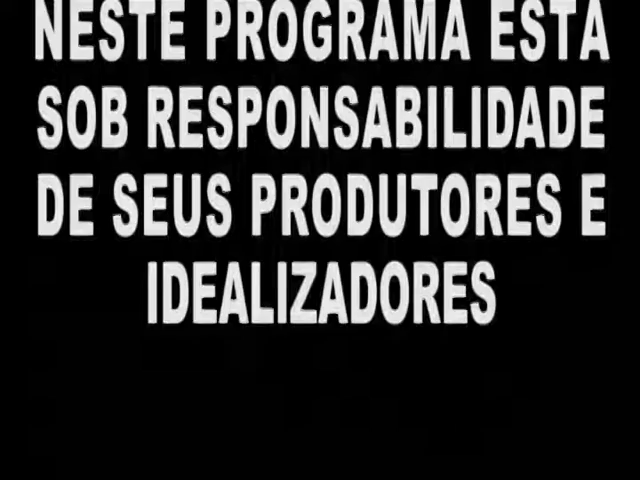 NESTE PROGRAMA ESTA
SOB RESPONSABILIDADE
DE SEUS PRODUTORES E
IDEALIZADORES